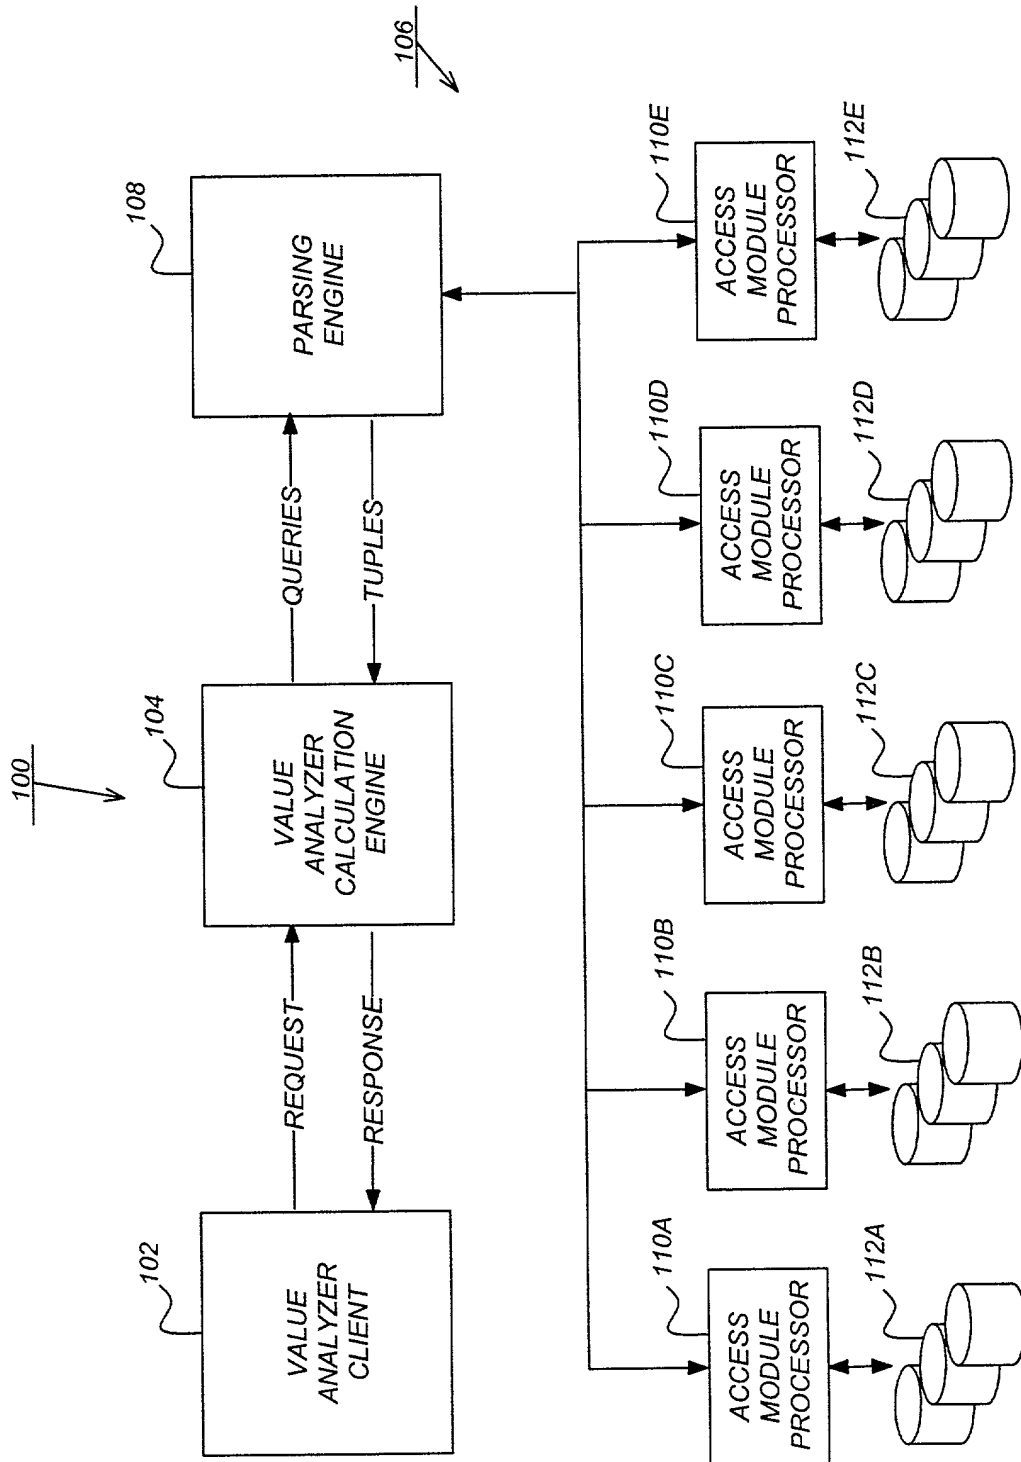 100
106
102
VALUE
ANALYZER
CLIENT
REQUEST
RESPONSE
104
VALUE
ANALYZER
CALCULATION
ENGINE
QUERIES
TUPLES
108
PARSING
ENGINE
110A
ACCESS
MODULE
PROCESSOR
112A
110B
ACCESS
MODULE
PROCESSOR
112B
110C
ACCESS
MODULE
PROCESSOR
112C
110D
ACCESS
MODULE
PROCESSOR
112D
110E
ACCESS
MODULE
PROCESSOR
112E